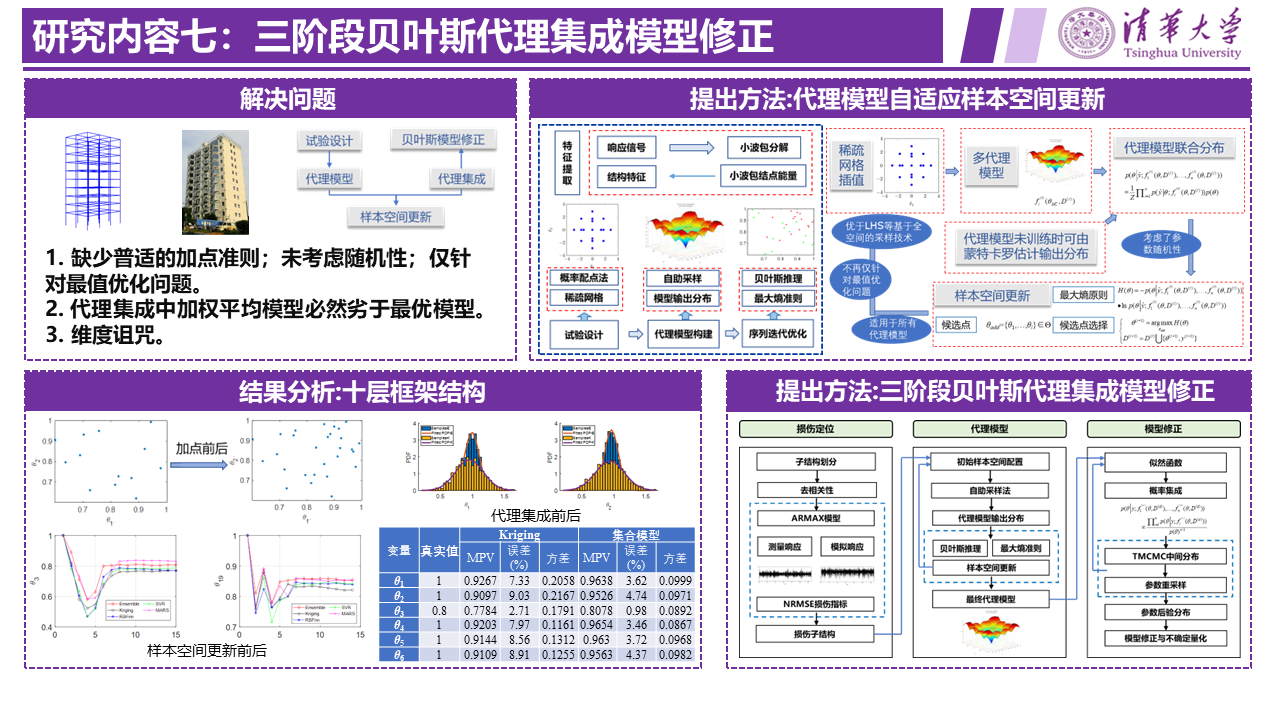 研究内容七：三阶段贝叶斯代理集成模型修正
清华大学
Tsinghua University
解决问题
试验设计
贝叶斯模型修正
代理模型
代理集成
样本空间更新
1. 缺少普适的加点准则；未考虑随机性；仅针
对最值优化问题。
2. 代理集成中加权平均模型必然劣于最优模型。
3. 维度诅咒。
提出方法:代理模型自适应样本空间更新
特征提取
响应信号
小波包分解
结构特征
小波包结点能量
概率配点法
自助采样
贝叶斯推理
稀疏网格
模型输出分布
最大熵准则
试验设计
代理模型构建
序列迭代优化
稀疏
网格
插值
多代理
模型
代理模型联合分布
优于LHS等基于全
空间的采样技术
代理模型未训练时可由
蒙特卡罗估计输出分布
考虑了参
数随机性
不再仅针
对最值优
化问题
适用于所有
代理模型
样本空间更新
最大熵原则
候选点
候选点选择
结果分析:十层框架结构
加点前后
代理集成前后
样本空间更新前后
Ensemble
Kriging
RBFnn
SVR
MARS
Ensemble
Kriging
RBFnn
SVR
MARS
变量 真实值 Kriging 集合模型
MPV 误差(%) 方差 MPV 误差(%) 方差
θ1 1 0.9267 7.33 0.2058 0.9638 3.62 0.0999
θ2 1 0.9097 9.03 0.2167 0.9526 4.74 0.0971
θ3 0.8 0.7784 2.71 0.9171 0.8078 0.98 0.0892
θ4 1 0.9203 7.97 0.1161 0.9654 3.46 0.0867
θ5 1 0.9144 8.56 0.1312 0.963 3.72 0.0968
θ6 1 0.9109 8.91 0.1255 0.9563 4.37 0.0982
提出方法:三阶段贝叶斯代理集成模型修正
损伤定位
子结构划分
去相关性
ARMAX模型
测量响应
模拟响应
NRMSE损伤指标
损伤子结构
代理模型
初始样本空间配置
自助采样法
代理模型输出分布
贝叶斯推理
最大熵准则
样本空间更新
最终代理模型
模型修正
似然函数
概率集成
TMCMC中间分布
参数重采样
参数后验分布
模型修正与不确定量化